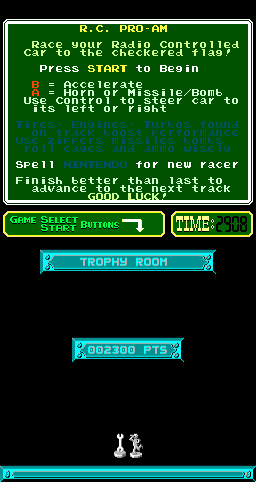 R.C. PRO-AM
Race your Radio Controlled
Car to the checkered flag!
Press START to Begin
B = Accelerate
A = Horn or Missile/Bomb
Use Control to steer car to
its left or right
Tires- Engines- Turbos found
on track boost performance
Use zippers missiles bombs
roll cages and ammo wisely
Spell NINTENDO for new racer
Finish better than last to
advance to the next track
GOOD LUCK!
GAME SELECT
START BUTTONS
TIME:2908
TROPHY ROOM
002300 PTS